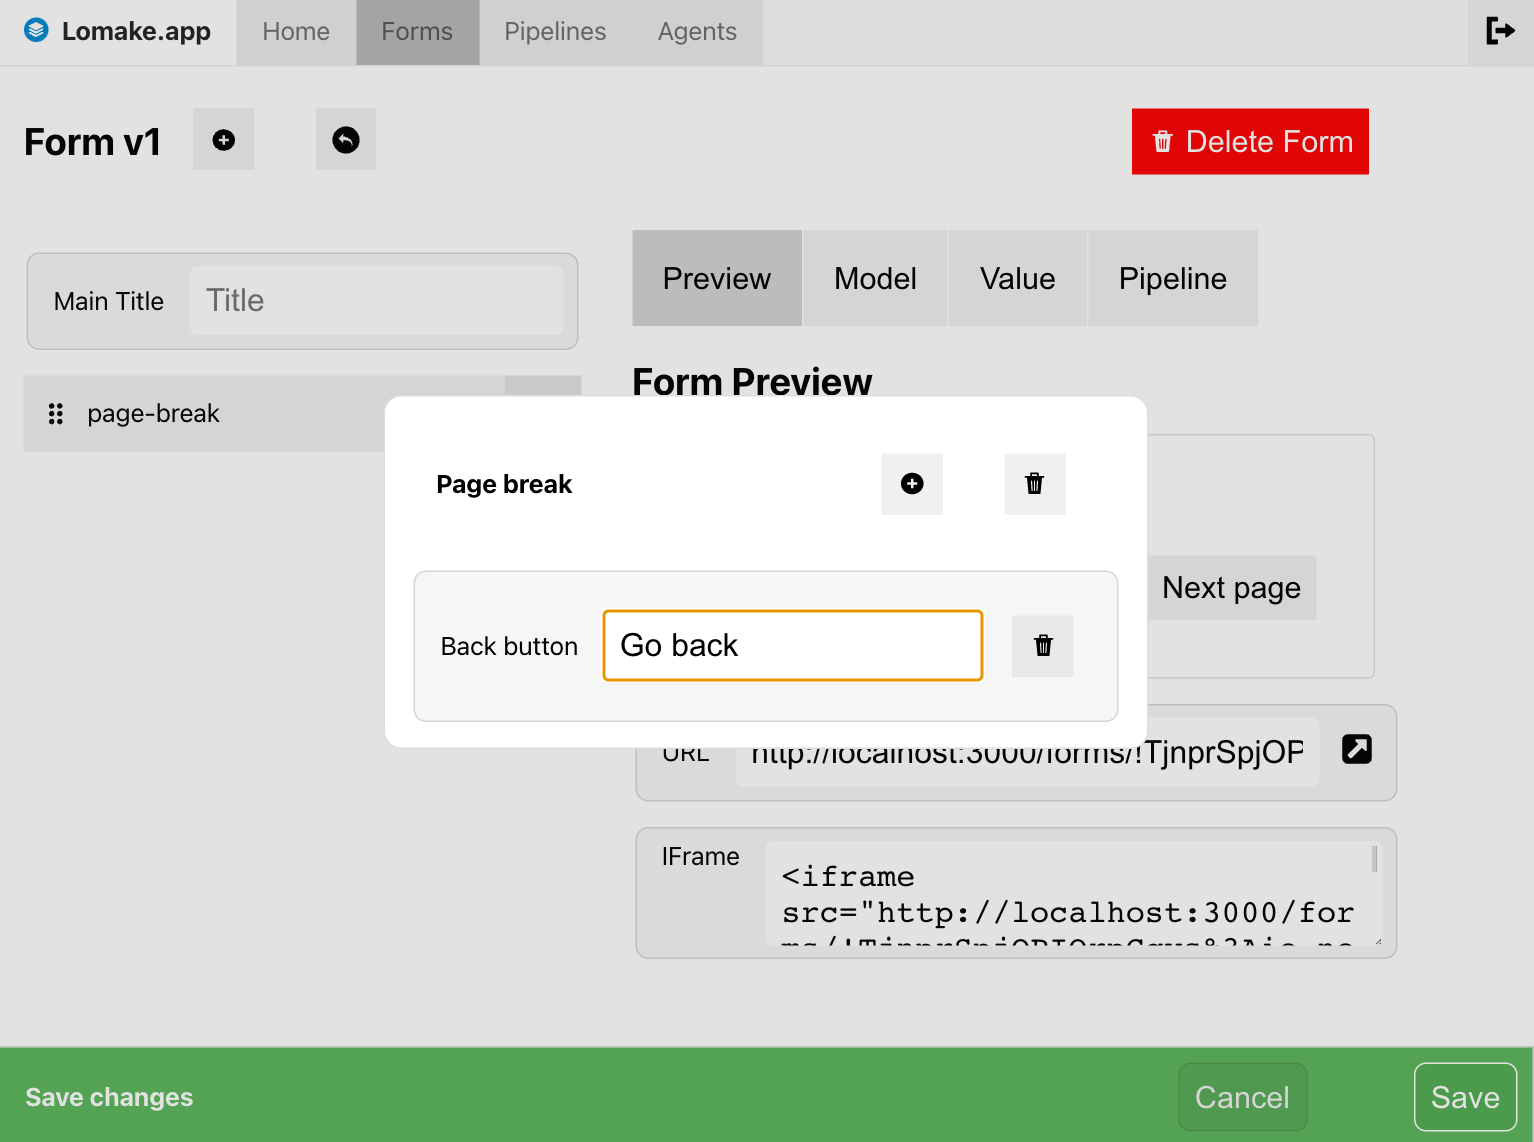 Lomake.app Home Forms Pipelines Agents
Form v1
Delete Form
Main Title Title
Preview Model Value Pipeline
page-break
Form Preview
Page break
Next page
Back button Go back
URL http://localhost:3000/forms/!TjnprSpjOP
IFrame <iframe
src="http://localhost:3000/for
Save changes Cancel Save